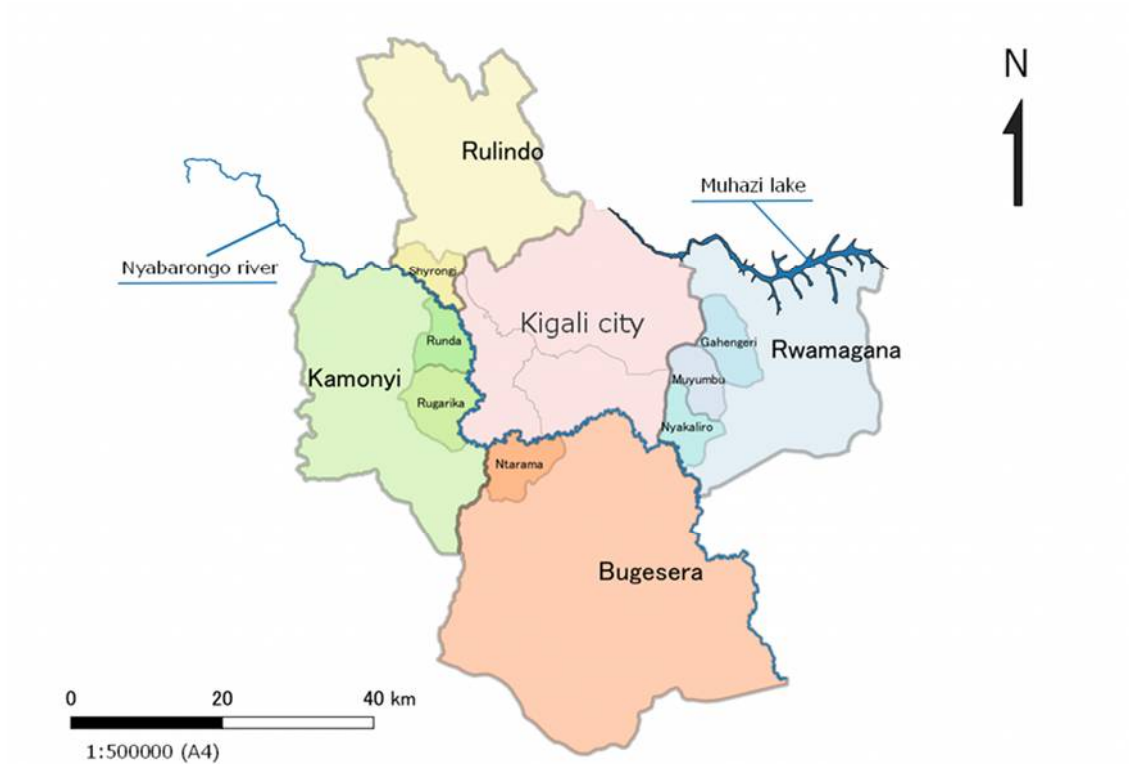 N
Rulindo
Muhazi lake
Nyabarongo river
Shyrongi
Kigali city
Runda
Gahengeri
Rwamagana
Kamonyi
Muyumbu
Rugarika
Nyakaliro
Ntarama
Bugesera
0 20 40 km
1:500000 (A4)